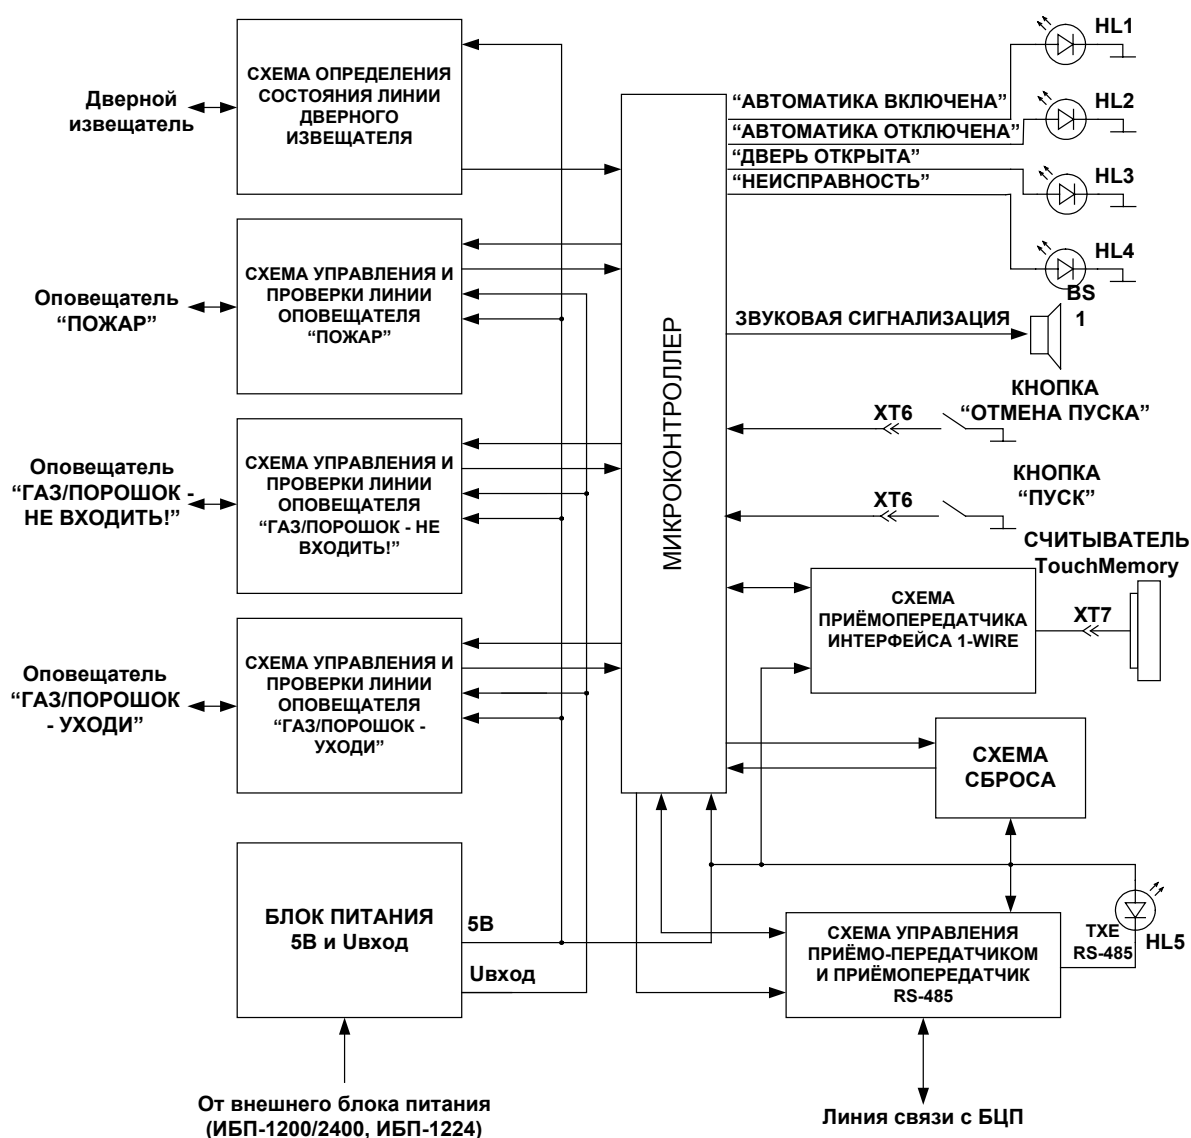 Дверной
извещатель
СХЕМА ОПРЕДЕЛЕНИЯ
СОСТОЯНИЯ ЛИНИИ
ДВЕРНОГО
ИЗВЕЩАТЕЛЯ
Оповещатель
“ПОЖАР”
СХЕМА УПРАВЛЕНИЯ И
ПРОВЕРКИ ЛИНИИ
ОПОВЕЩАТЕЛЯ
“ПОЖАР”
Оповещатель
“ГАЗ/ПОРОШОК -
НЕ ВХОДИТЬ!”
СХЕМА УПРАВЛЕНИЯ И
ПРОВЕРКИ ЛИНИИ
ОПОВЕЩАТЕЛЯ
“ГАЗ/ПОРОШОК - НЕ
ВХОДИТЬ!”
Оповещатель
“ГАЗ/ПОРОШОК
- УХОДИ”
СХЕМА УПРАВЛЕНИЯ И
ПРОВЕРКИ ЛИНИИ
ОПОВЕЩАТЕЛЯ
“ГАЗ/ПОРОШОК -
УХОДИ”
БЛОК ПИТАНИЯ
5В и Uвход
5В
Uвход
От внешнего блока питания
(ИБП-1200/2400, ИБП-1224)
МИКРОКОНТРОЛЛЕР
“АВТОМАТИКА ВКЛЮЧЕНА”
“АВТОМАТИКА ОТКЛЮЧЕНА”
“ДВЕРЬ ОТКРЫТА”
“НЕИСПРАВНОСТЬ”
HL1
HL2
HL3
HL4
BS
1
ЗВУКОВАЯ СИГНАЛИЗАЦИЯ
КНОПКА
“ОТМЕНА ПУСКА”
XT6
КНОПКА
“ПУСК”
XT6
СЧИТЫВАТЕЛЬ
TouchMemory
XT7
СХЕМА
ПРИЁМОПЕРЕДАТЧИКА
ИНТЕРФЕЙСА 1-WIRE
СХЕМА
СБРОСА
СХЕМА УПРАВЛЕНИЯ
ПРИЁМО-ПЕРЕДАТЧИКОМ
И ПРИЁМОПЕРЕДАТЧИК
RS-485
TXE
RS-485
HL5
Линия связи с БЦП